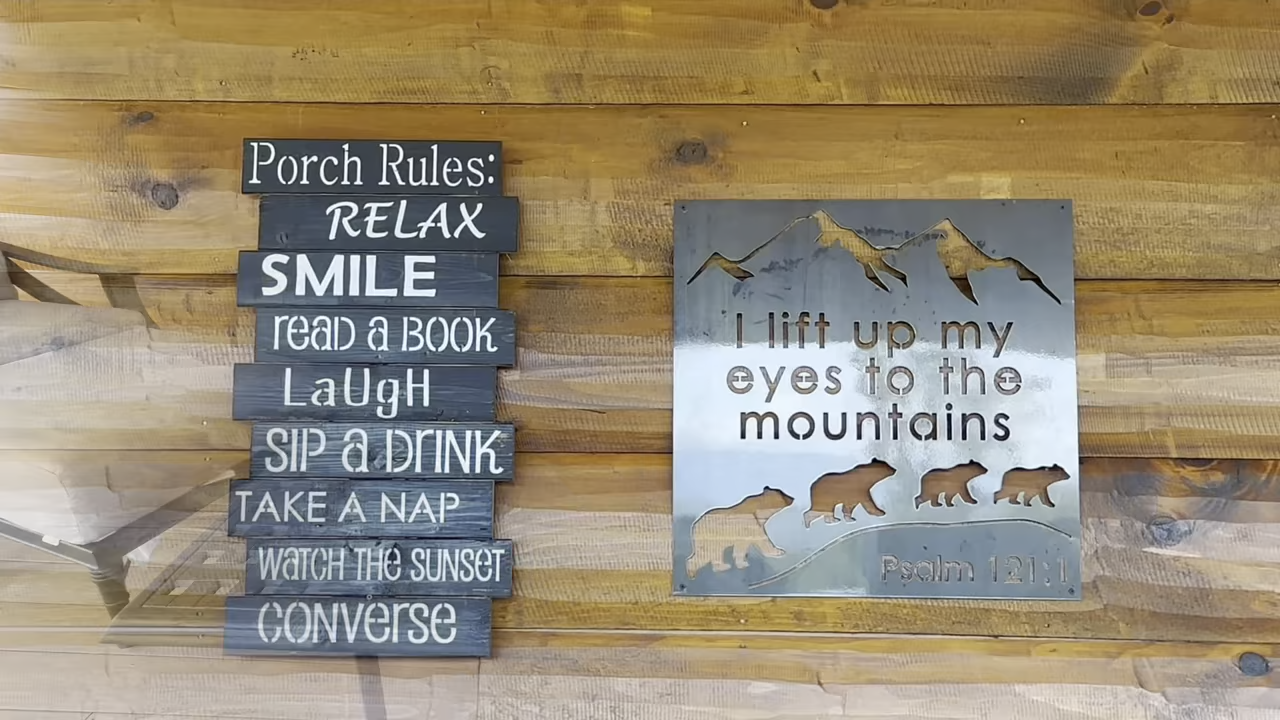 Porch Rules:
RELAX
SMILE
reaD a BOOK
LaUgH
SIP a DrINK
TAKE A NAP
WATCH THE SUNSET
CONVerse
I lift up my
eyes to the
mountains
Psalm 121:1